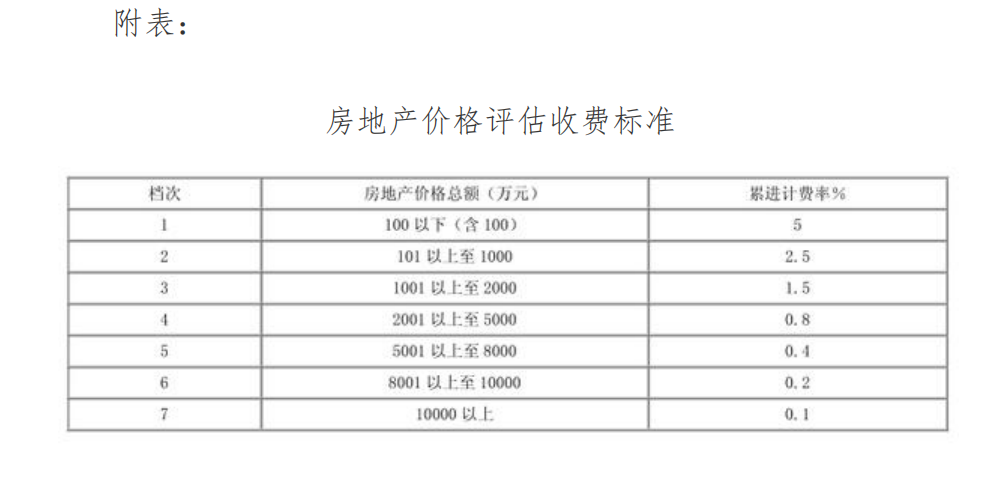 附表：
房地产价格评估收费标准
档次 房地产价格总额（万元） 累进计费率%
1 100 以下（含 100） 5
2 101 以上至 1000 2.5
3 1001 以上至 2000 1.5
4 2001 以上至 5000 0.8
5 5001 以上至 8000 0.4
6 8001 以上至 10000 0.2
7 10000 以上 0.1